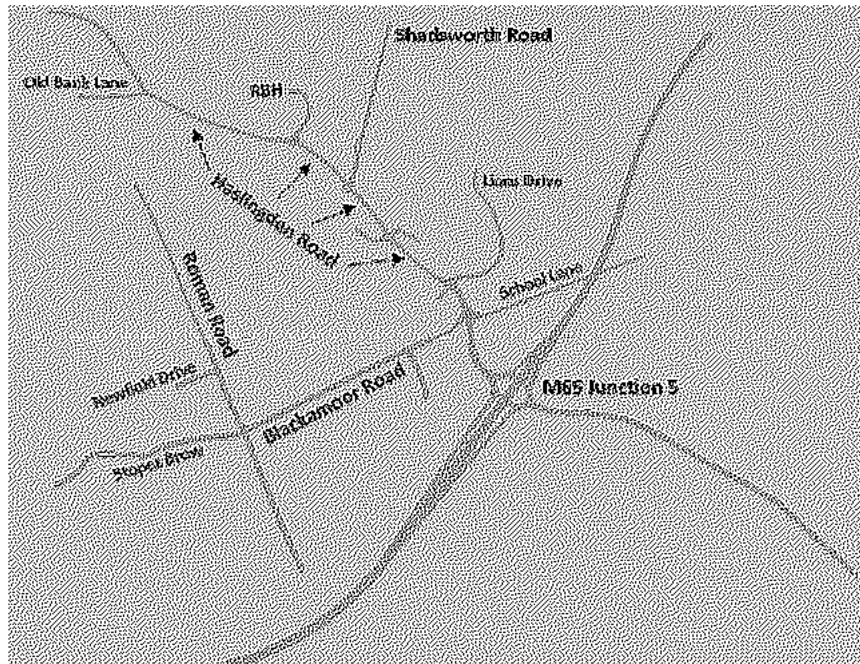 Shadsworth Road
Old Bank Lane
RBH
Lions Drive
Haslingden Road
School Lane
Roman Road
M65 Junction 5
Newfield Drive
Blackamoor Road
Stopes Brow